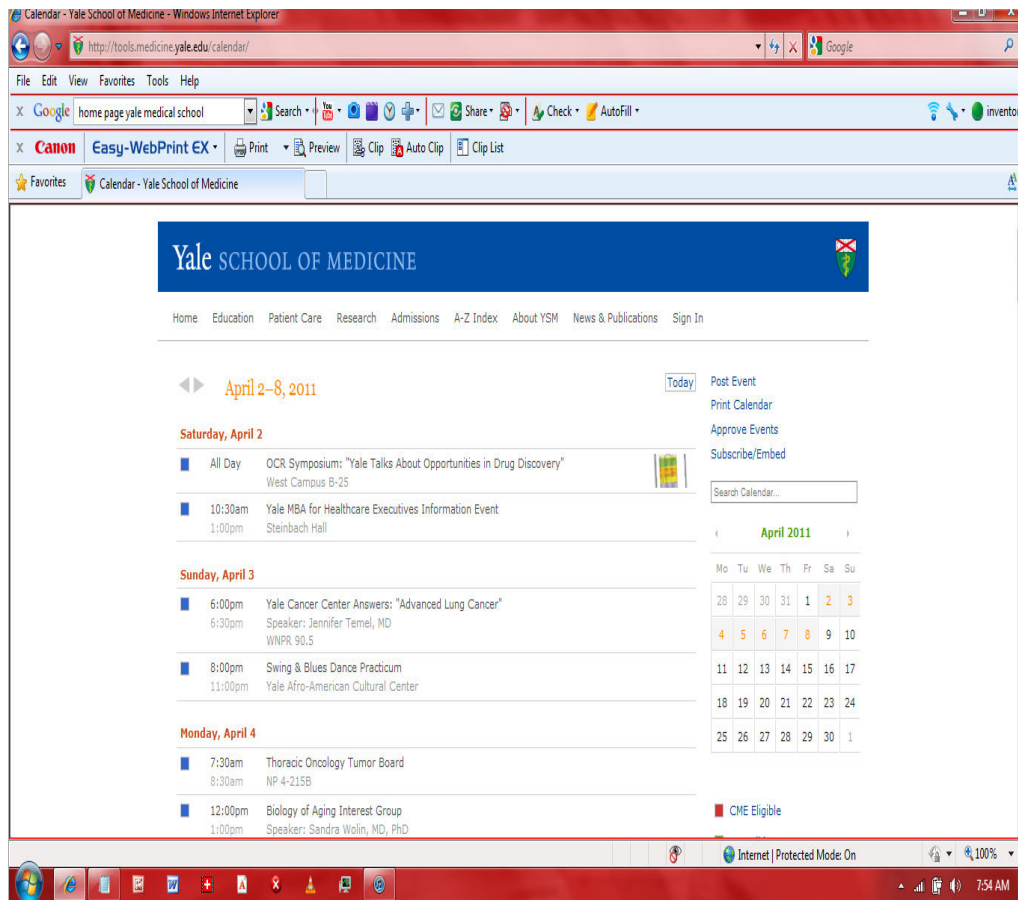 Calendar - Yale School of Medicine - Windows Internet Explorer
http://tools.medicine.yale.edu/calendar/
Google
File Edit View Favorites Tools Help
X Google home page yale medical school Search You Tube Share Check AutoFill inventor
x Canon Easy-WebPrint EX Print Preview Clip Auto Clip Clip List
Favorites Calendar - Yale School of Medicine
Yale SCHOOL OF MEDICINE
Home Education Patient Care Research Admissions A-Z Index About YSM News & Publications Sign In
April 2–8, 2011
Today
Saturday, April 2
All Day OCR Symposium: "Yale Talks About Opportunities in Drug Discovery"
West Campus B-25
10:30am Yale MBA for Healthcare Executives Information Event
1:00pm Steinbach Hall
Sunday, April 3
6:00pm Yale Cancer Center Answers: "Advanced Lung Cancer"
6:30pm Speaker: Jennifer Temel, MD
WNPR 90.5
8:00pm Swing & Blues Dance Practicum
11:00pm Yale Afro-American Cultural Center
Monday, April 4
7:30am Thoracic Oncology Tumor Board
8:30am NP 4-215B
12:00pm Biology of Aging Interest Group
1:00pm Speaker: Sandra Wolin, MD, PhD
Post Event
Print Calendar
Approve Events
Subscribe/Embed
Search Calendar...
April 2011
Mo Tu We Th Fr Sa Su
28 29 30 31 1 2 3
4 5 6 7 8 9 10
11 12 13 14 15 16 17
18 19 20 21 22 23 24
25 26 27 28 29 30 1
CME Eligible
Internet | Protected Mode: On
100%
7:54 AM